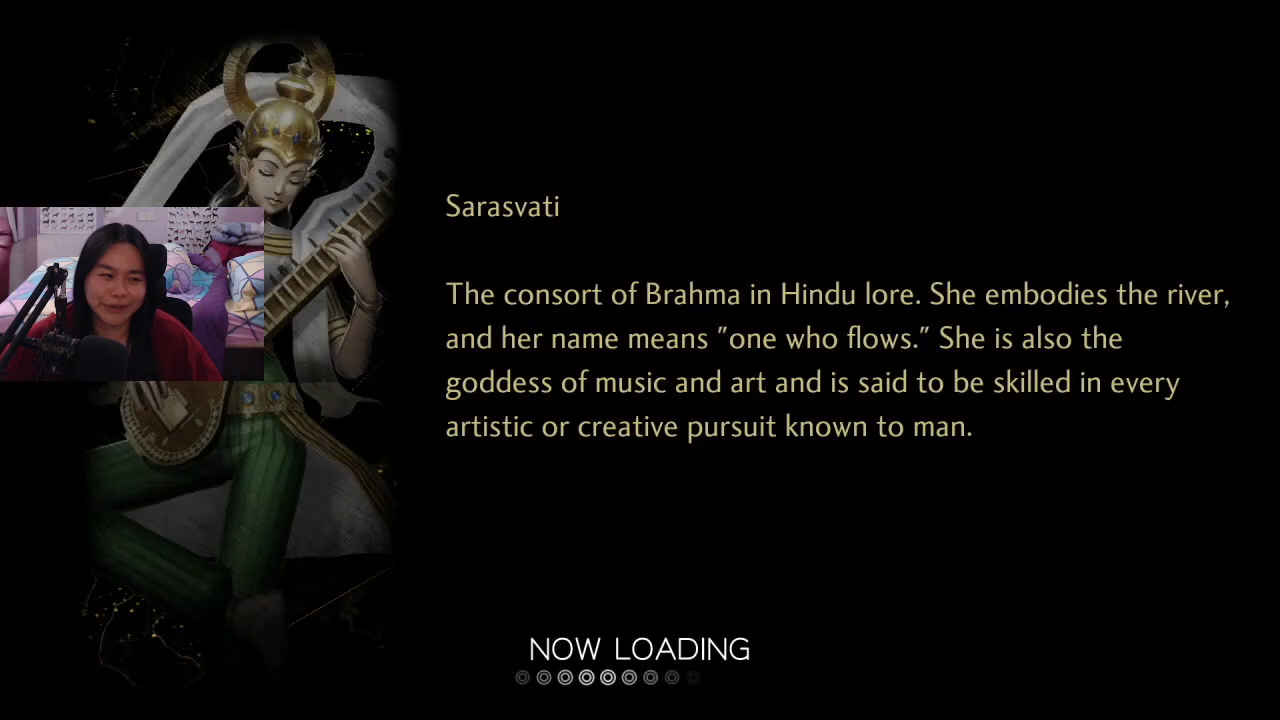 Sarasvati
The consort of Brahma in Hindu lore. She embodies the river,
and her name means "one who flows." She is also the
goddess of music and art and is said to be skilled in every
artistic or creative pursuit known to man.
NOW LOADING